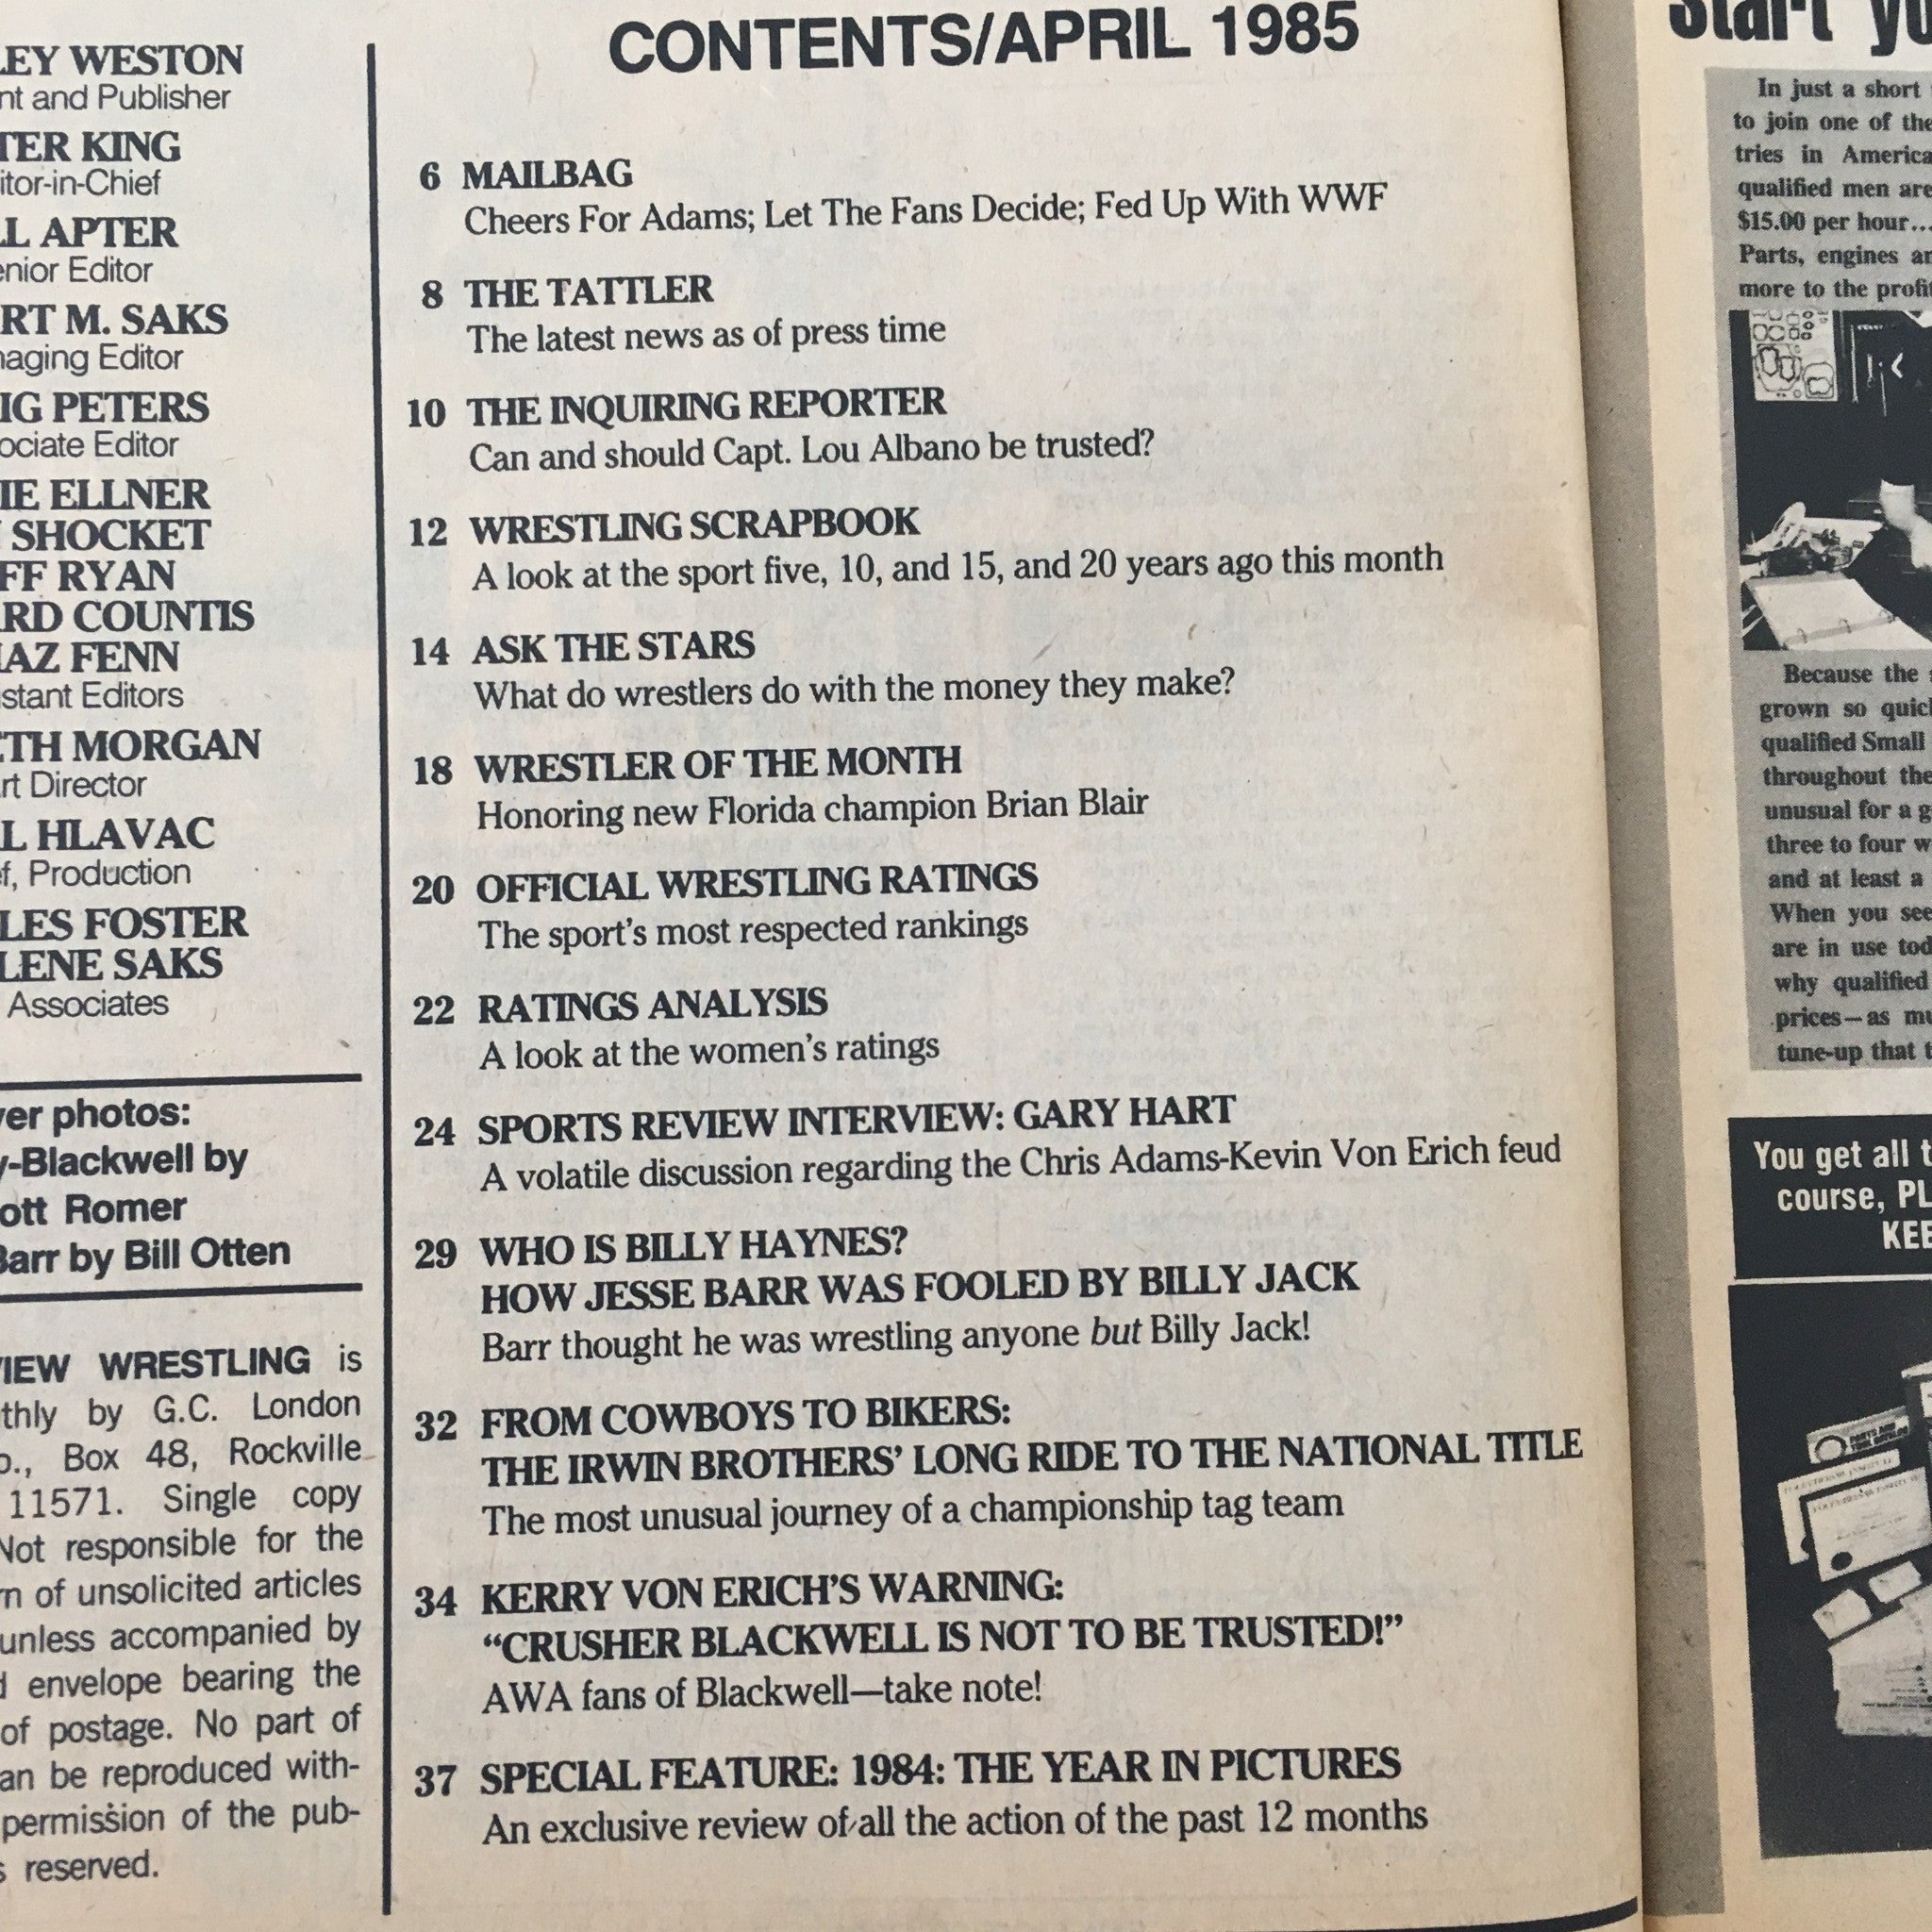 CONTENTS/APRIL 1985
6 MAILBAG
Cheers For Adams; Let The Fans Decide; Fed Up With WWF
8 THE TATTLER
The latest news as of press time
10 THE INQUIRING REPORTER
Can and should Capt. Lou Albano be trusted?
12 WRESTLING SCRAPBOOK
A look at the sport five, 10, and 15, and 20 years ago this month
14 ASK THE STARS
What do wrestlers do with the money they make?
18 WRESTLER OF THE MONTH
Honoring new Florida champion Brian Blair
20 OFFICIAL WRESTLING RATINGS
The sport's most respected rankings
22 RATINGS ANALYSIS
A look at the women's ratings
24 SPORTS REVIEW INTERVIEW: GARY HART
A volatile discussion regarding the Chris Adams-Kevin Von Erich feud
29 WHO IS BILLY HAYNES?
HOW JESSE BARR WAS FOOLED BY BILLY JACK
Barr thought he was wrestling anyone but Billy Jack!
32 FROM COWBOYS TO BIKERS:
THE IRWIN BROTHERS' LONG RIDE TO THE NATIONAL TITLE
The most unusual journey of a championship tag team
34 KERRY VON ERICH'S WARNING:
"CRUSHER BLACKWELL IS NOT TO BE TRUSTED!"
AWA fans of Blackwell—take note!
37 SPECIAL FEATURE: 1984: THE YEAR IN PICTURES
An exclusive review of all the action of the past 12 months
LEY WESTON
nt and Publisher
TER KING
itor-in-Chief
LL APTER
enior Editor
RT M. SAKS
naging Editor
IG PETERS
ociate Editor
IE ELLNER
SHOCKET
FF RYAN
RD COUNTIS
AZ FENN
istant Editors
ETH MORGAN
rt Director
L HLAVAC
f, Production
LES FOSTER
LENE SAKS
Associates
ver photos:
y-Blackwell by
ott Romer
Barr by Bill Otten
VIEW WRESTLING is
thly by G.C. London
o., Box 48, Rockville
11571. Single copy
Not responsible for the
rn of unsolicited articles
unless accompanied by
d envelope bearing the
of postage. No part of
an be reproduced with-
permission of the pub-
s reserved.
Start yo
In just a short
to join one of the
tries in America
qualified men are
$15.00 per hour...
Parts, engines an
more to the profit
Because the
grown so quick
qualified Small
throughout the
unusual for a g
three to four w
and at least a
When you see
are in use tod
why qualified
prices—as mu
tune-up that t
You get all t
course, PL
KEE